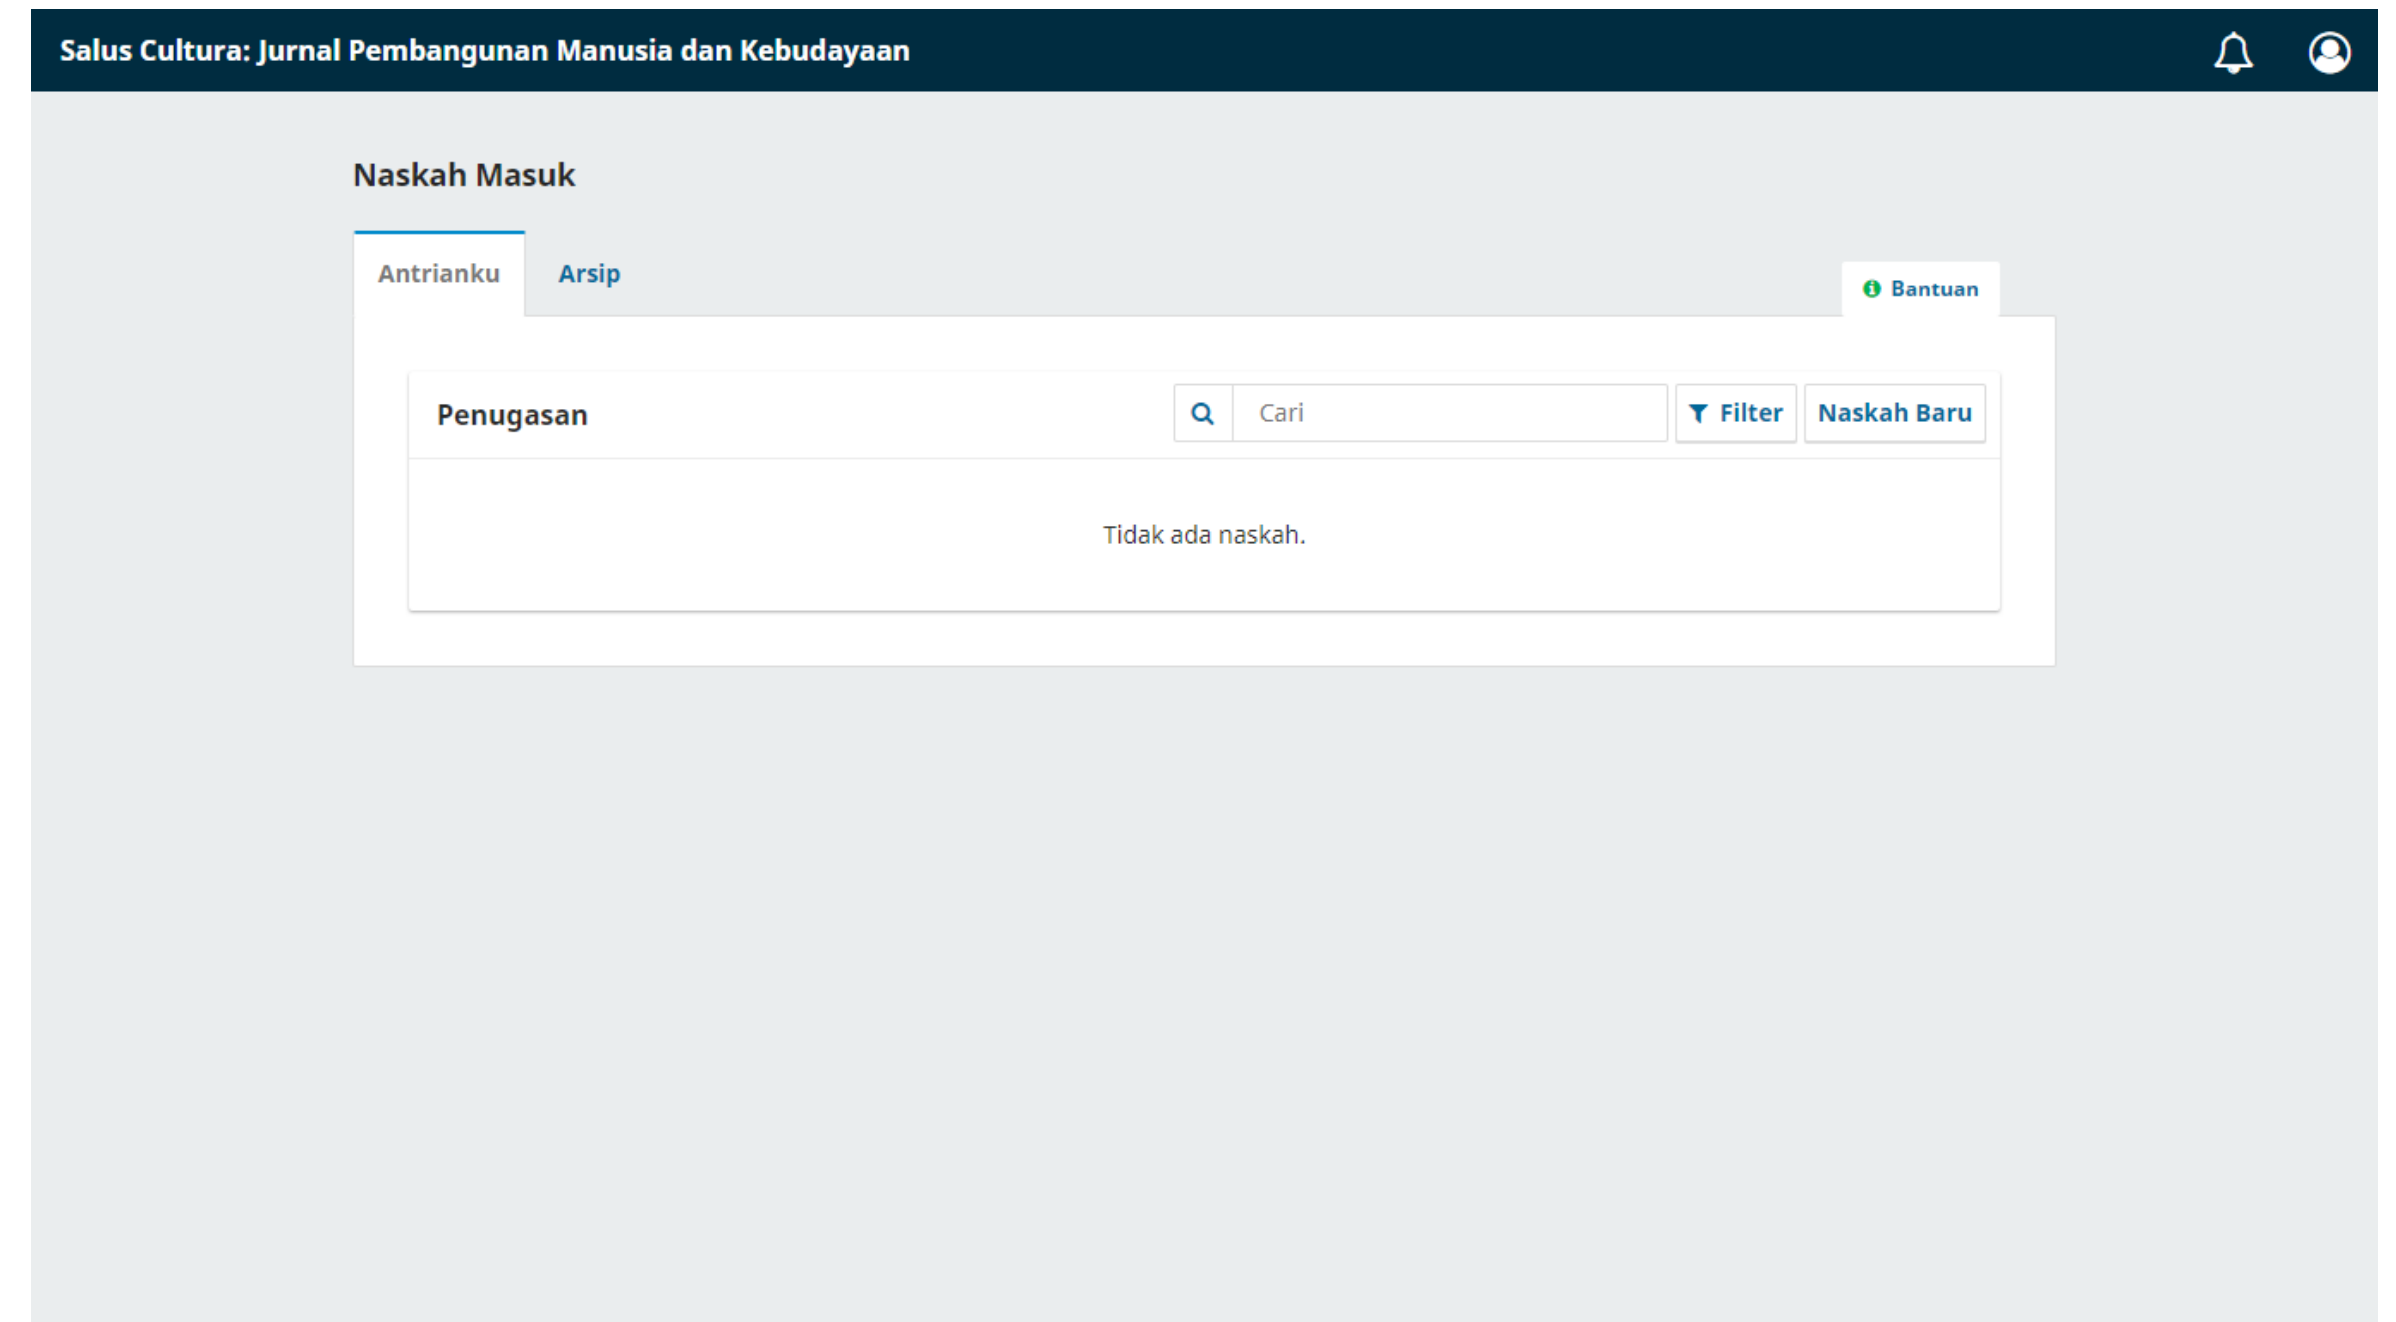 Salus Cultura: Jurnal Pembangunan Manusia dan Kebudayaan
Naskah Masuk
Antrianku
Arsip
Bantuan
Penugasan
Cari
Filter
Naskah Baru
Tidak ada naskah.